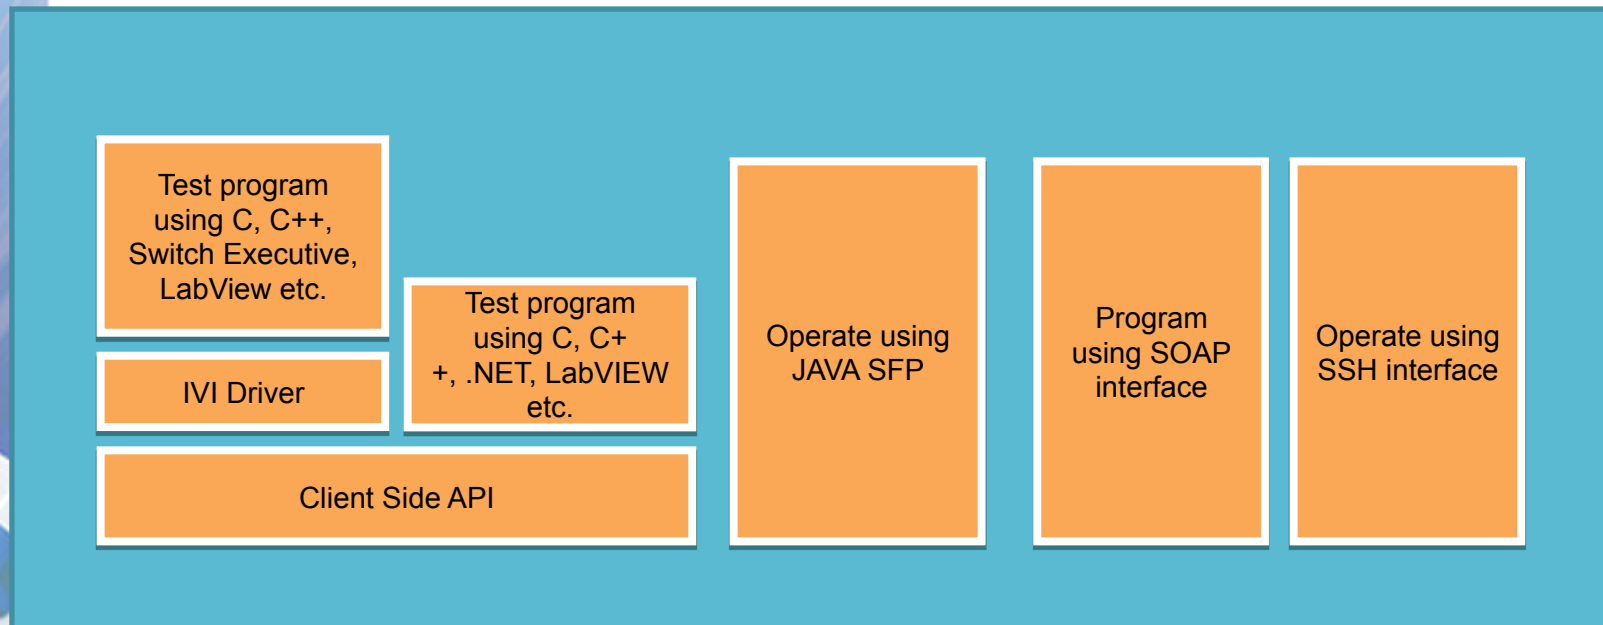 Test program
using C, C++,
Switch Executive,
LabView etc.
IVI Driver
Test program
using C, C+
+, .NET, LabVIEW
etc.
Client Side API
Operate using
JAVA SFP
Program
using SOAP
interface
Operate using
SSH interface